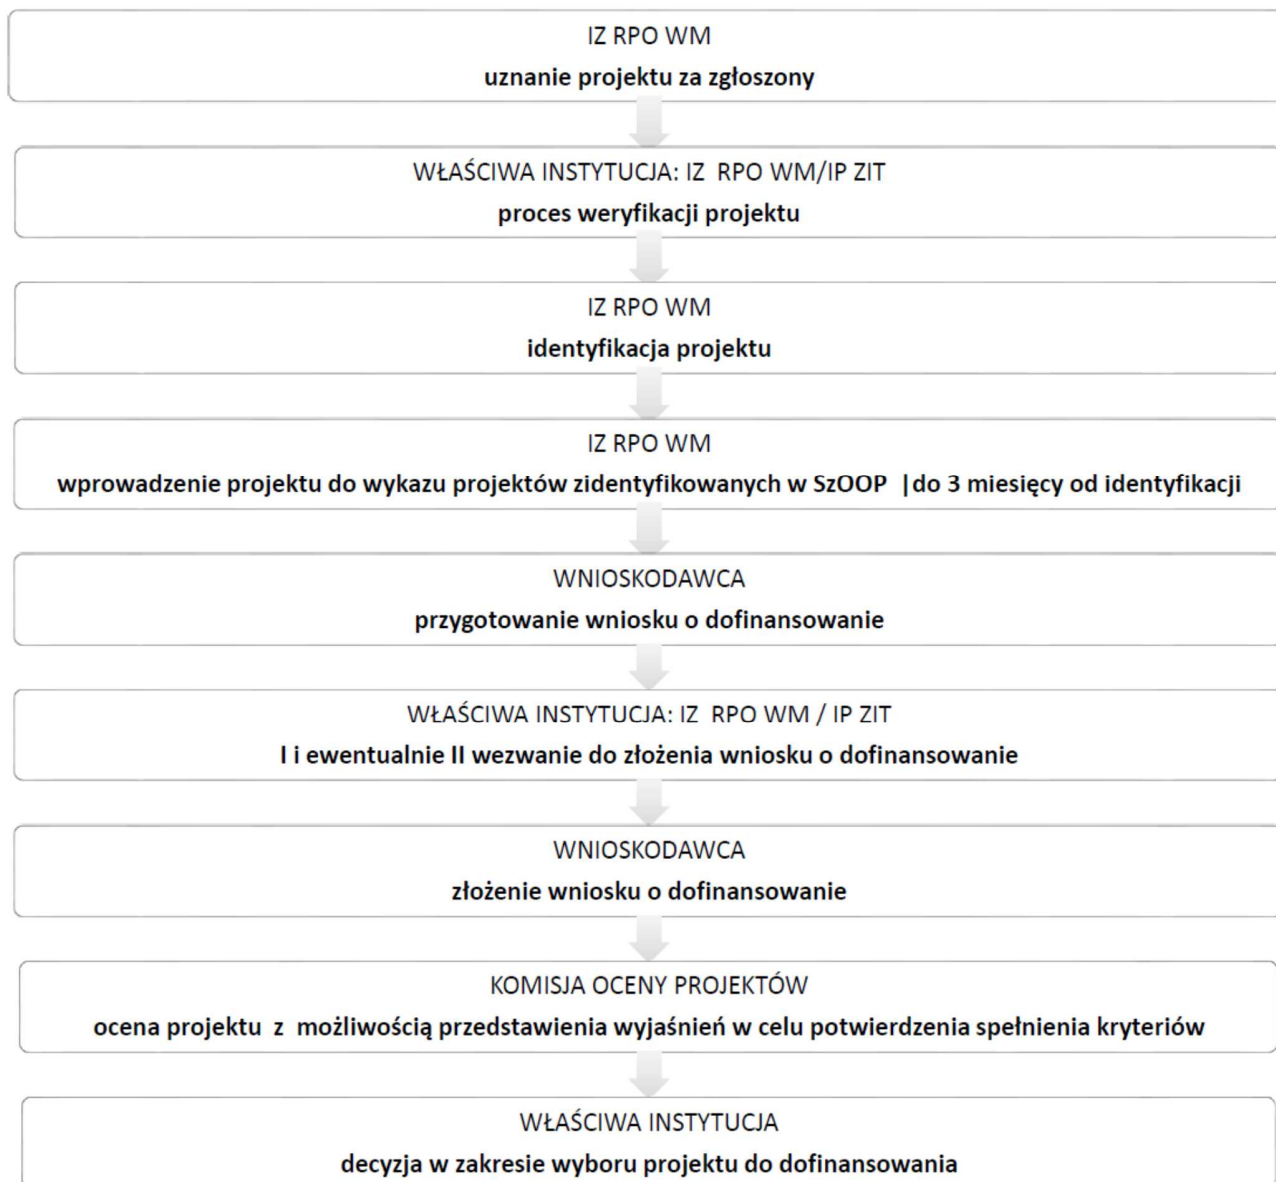 IZ RPO WM
uznanie projektu za zgłoszony
WŁAŚCIWA INSTYTUCJA: IZ RPO WM/IP ZIT
proces weryfikacji projektu
IZ RPO WM
identyfikacja projektu
IZ RPO WM
wprowadzenie projektu do wykazu projektów zidentyfikowanych w SzOOP |do 3 miesięcy od identyfikacji
WNIOSKODAWCA
przygotowanie wniosku o dofinansowanie
WŁAŚCIWA INSTYTUCJA: IZ RPO WM / IP ZIT
I i ewentualnie II wezwanie do złożenia wniosku o dofinansowanie
WNIOSKODAWCA
złożenie wniosku o dofinansowanie
KOMISJA OCENY PROJEKTÓW
ocena projektu z możliwością przedstawienia wyjaśnień w celu potwierdzenia spełnienia kryteriów
WŁAŚCIWA INSTYTUCJA
decyzja w zakresie wyboru projektu do dofinansowania